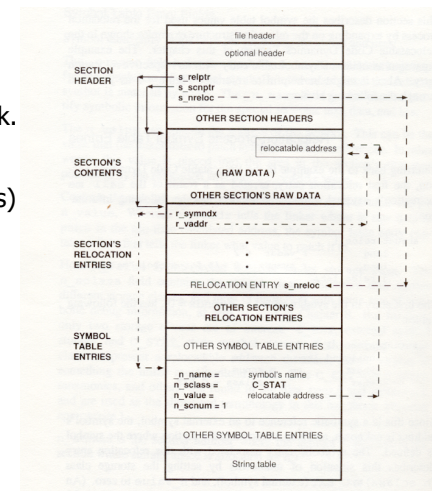 file header
optional header
SECTION
HEADER
s_relptr
s_scnptr
s_nreloc
OTHER SECTION HEADERS
k.
relocatable address
SECTION'S
CONTENTS
( RAW DATA )
s)
OTHER SECTION'S RAW DATA
r_symndx
r_vaddr
SECTION'S
RELOCATION
ENTRIES
RELOCATION ENTRY s_nreloc
OTHER SECTION'S
RELOCATION ENTRIES
SYMBOL
TABLE
ENTRIES
OTHER SYMBOL TABLE ENTRIES
_n_name = symbol's name
n_sclass = C_STAT
n_value = relocatable address
n_scnum = 1
OTHER SYMBOL TABLE ENTRIES
String table